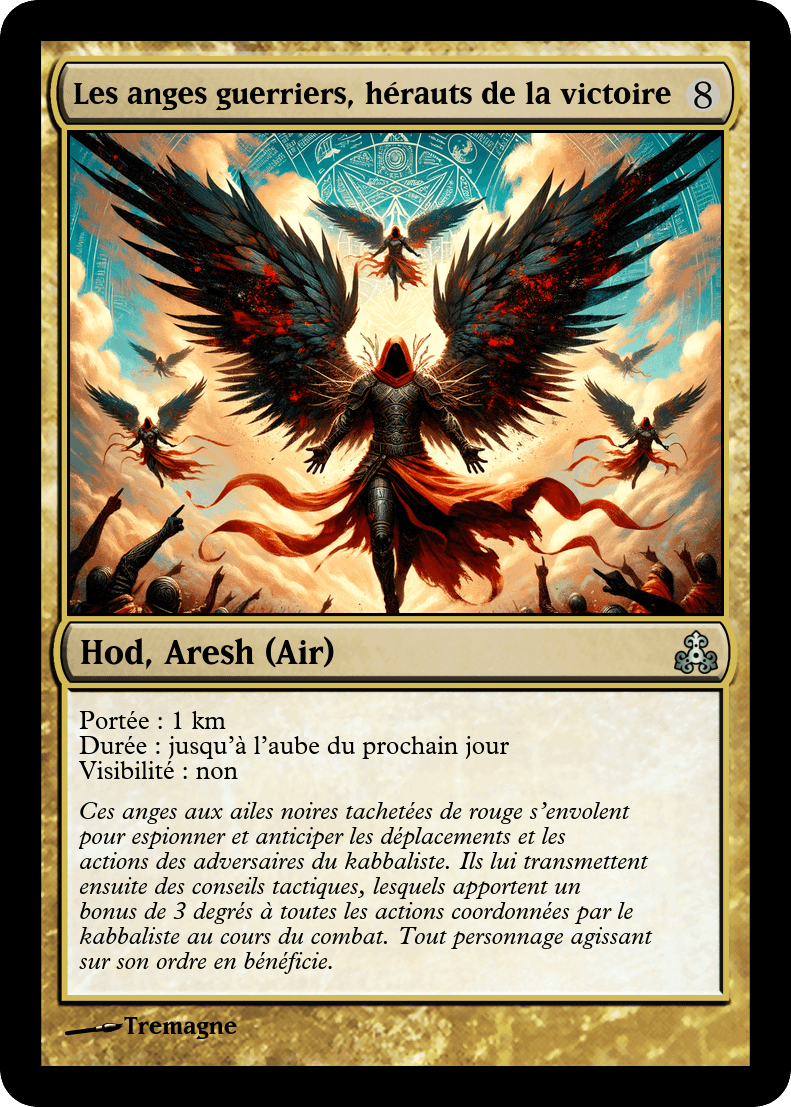 Les anges guerriers, hérauts de la victoire 8
Hod, Aresh (Air)
Portée : 1 km
Durée : jusqu’à l’aube du prochain jour
Visibilité : non
Ces anges aux ailes noires tachetées de rouge s’envolent
pour espionner et anticiper les déplacements et les
actions des adversaires du kabbaliste. Ils lui transmettent
ensuite des conseils tactiques, lesquels apportent un
bonus de 3 degrés à toutes les actions coordonnées par le
kabbaliste au cours du combat. Tout personnage agissant
sur son ordre en bénéficie.
Tremagne